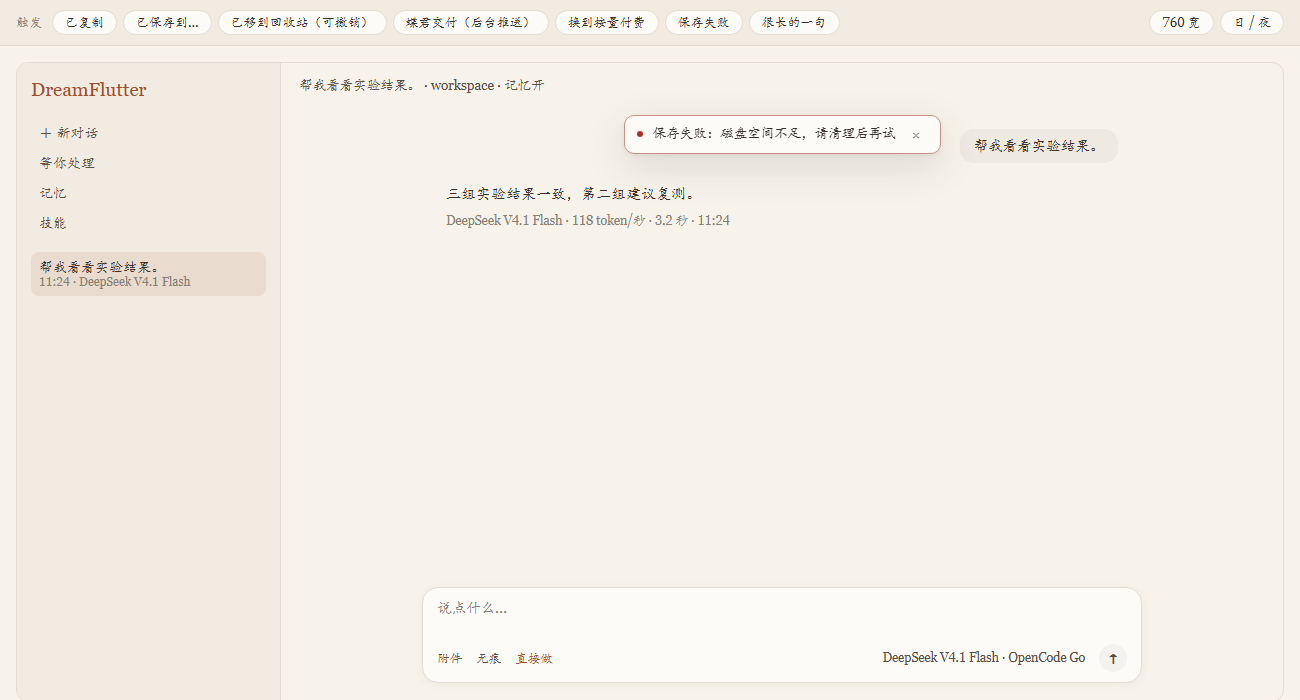 触发 已复制 已保存到… 已移到回收站（可撤销） 蝶君交付（后台推送） 换到按量付费 保存失败 很长的一句 760 宽 日 / 夜
DreamFlutter
帮我看看实验结果。 · workspace · 记忆开
＋ 新对话
等你处理
记忆
技能
帮我看看实验结果。
11:24 · DeepSeek V4.1 Flash
保存失败：磁盘空间不足，请清理后再试 ×
帮我看看实验结果。
三组实验结果一致，第二组建议复测。
DeepSeek V4.1 Flash · 118 token/秒 · 3.2 秒 · 11:24
说点什么…
附件 无痕 直接做 DeepSeek V4.1 Flash · OpenCode Go ↑